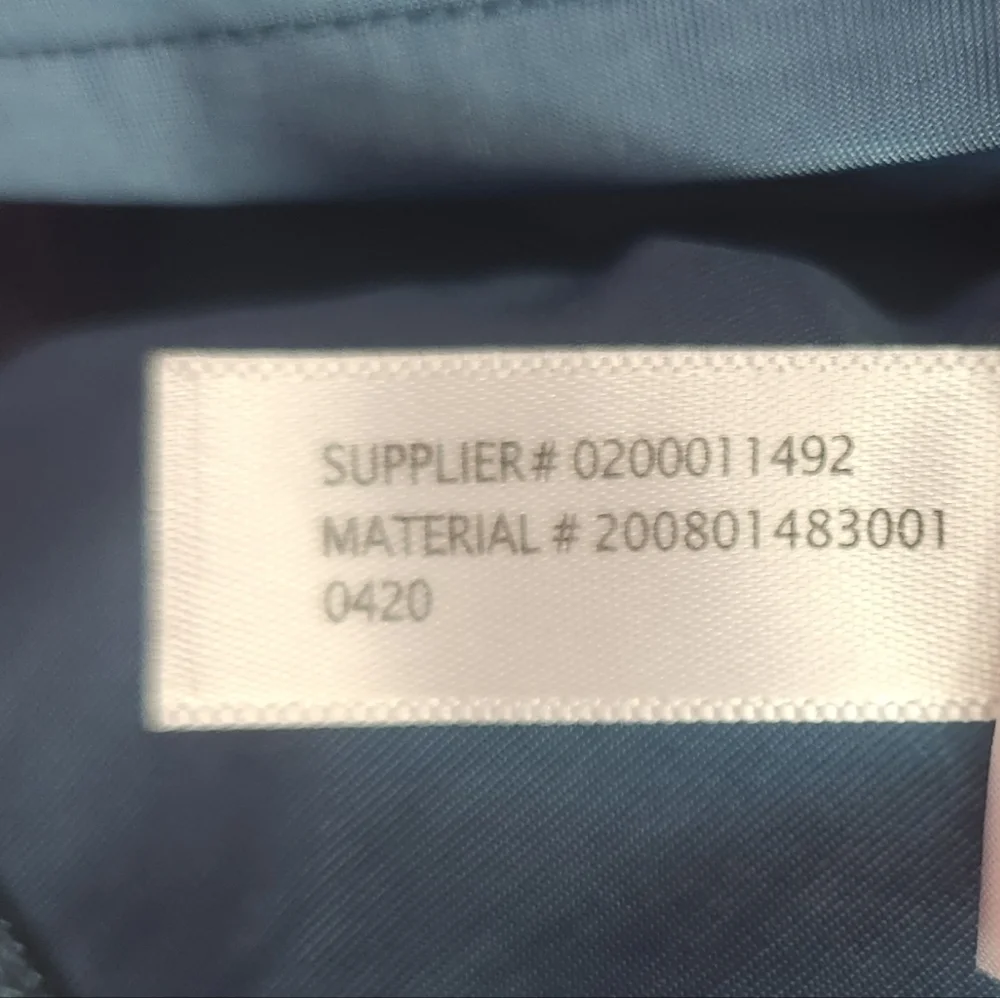 SUPPLIER# 0200011492
MATERIAL # 200801483001
0420